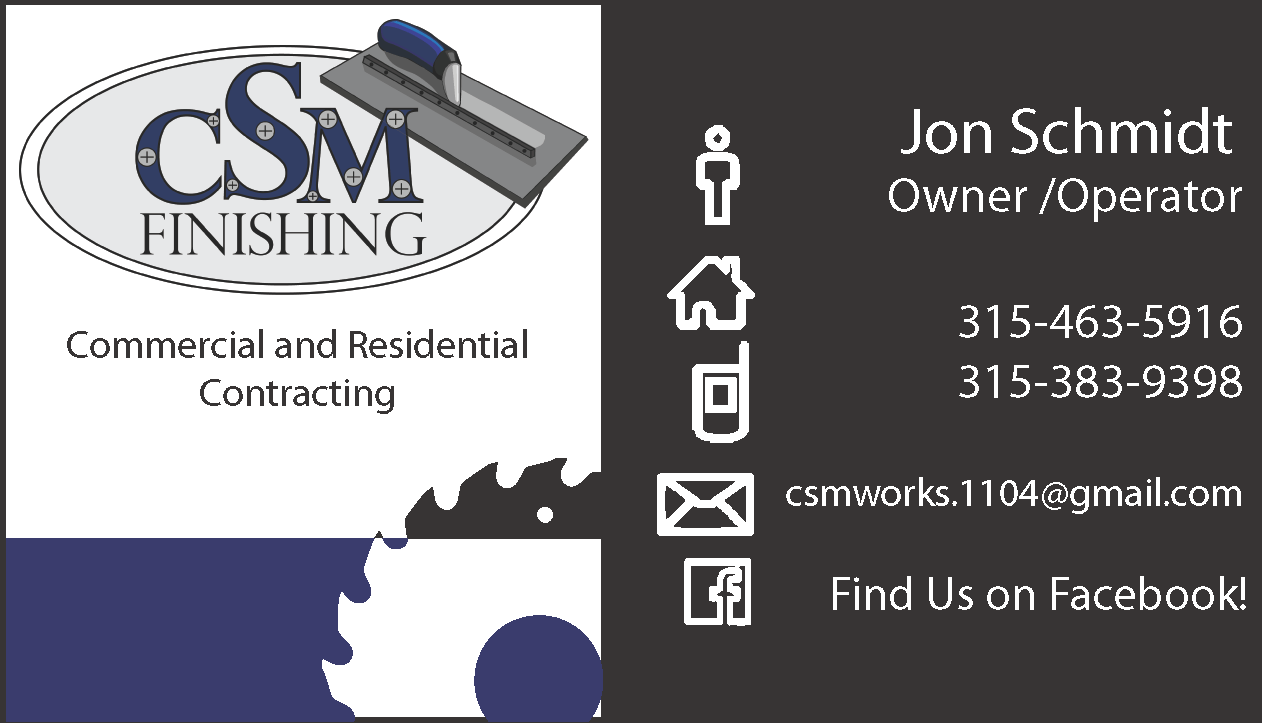 CSM
FINISHING
Commercial and Residential
Contracting
Jon Schmidt
Owner /Operator
315-463-5916
315-383-9398
csmworks.1104@gmail.com
Find Us on Facebook!